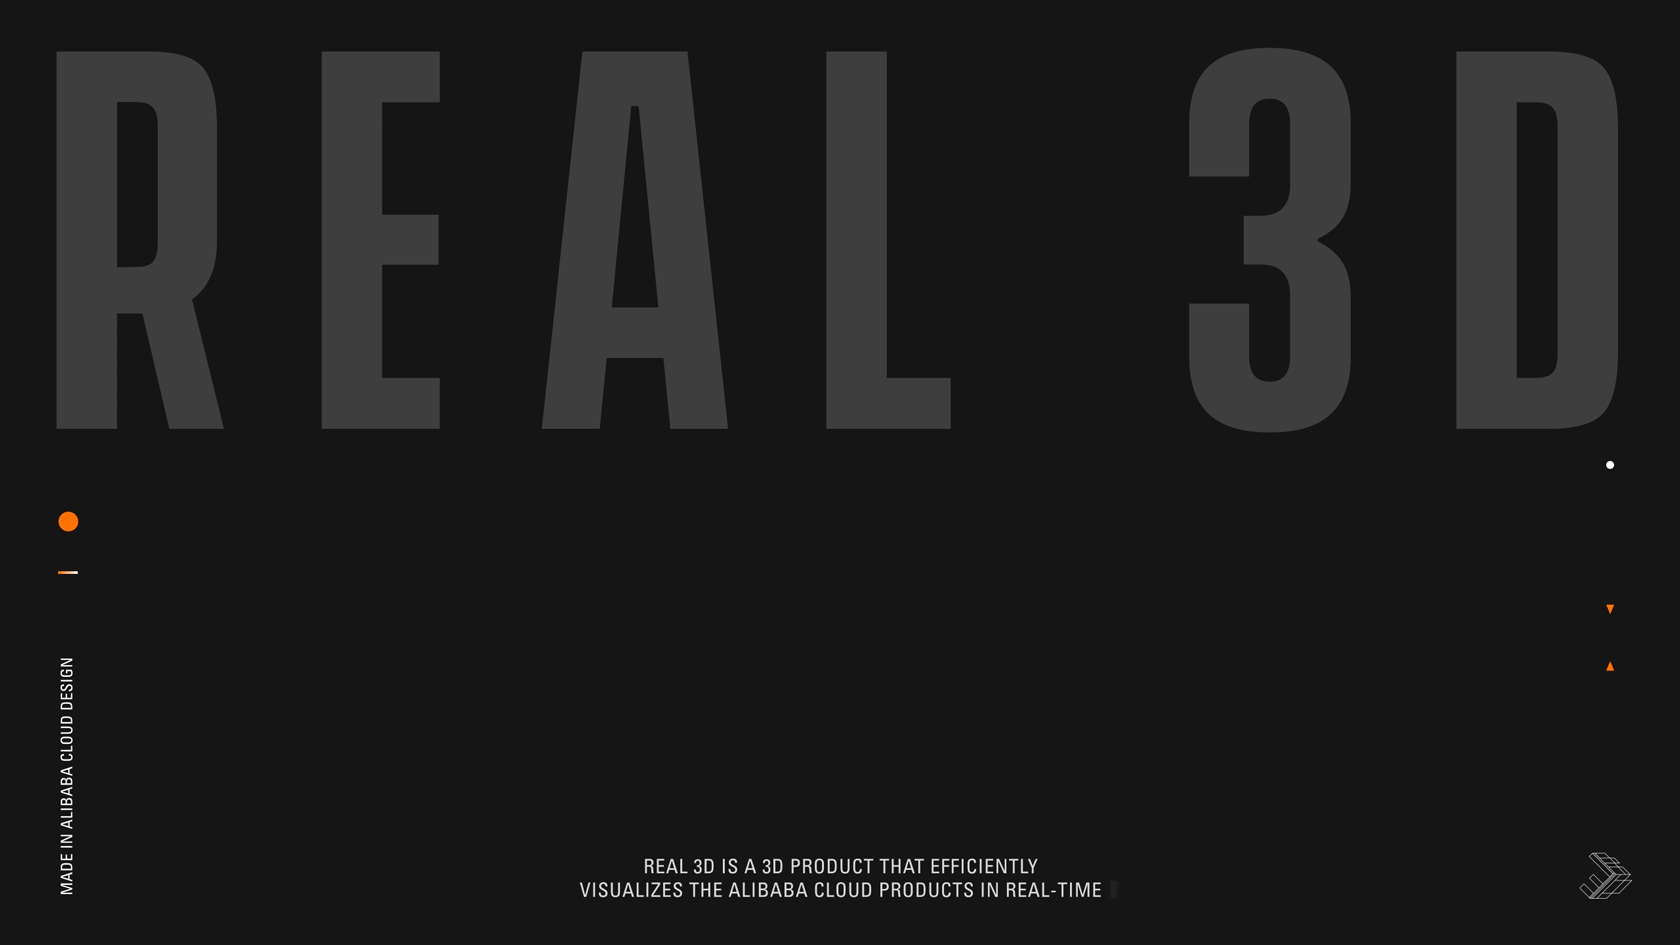 REAL 3D
MADE IN ALIBABA CLOUD DESIGN
REAL 3D IS A 3D PRODUCT THAT EFFICIENTLY
VISUALIZES THE ALIBABA CLOUD PRODUCTS IN REAL-TIME